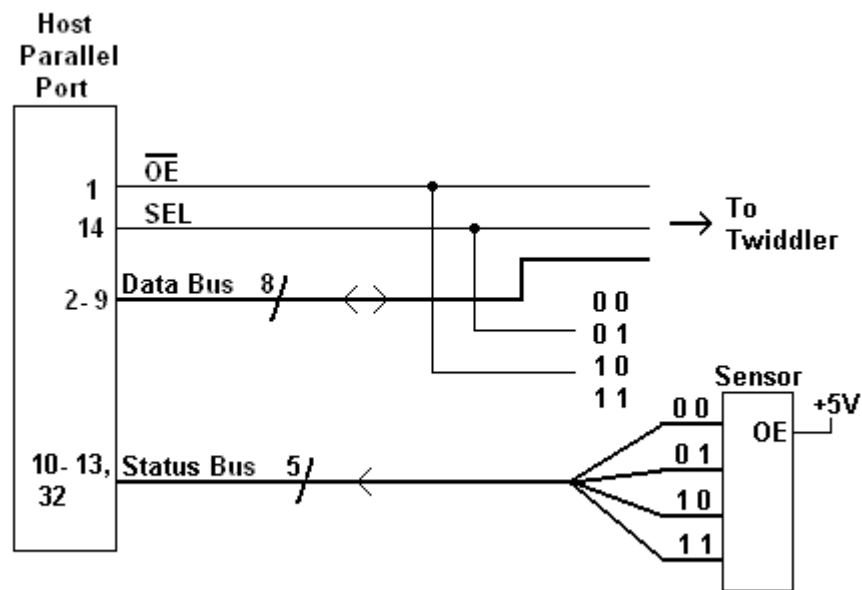 Host
Parallel
Port
1
OE
14
SEL
To
Twiddler
2-9
Data Bus
8
0 0
0 1
1 0
1 1
Sensor
+5V
OE
0 0
0 1
1 0
1 1
10-13,
32
Status Bus
5